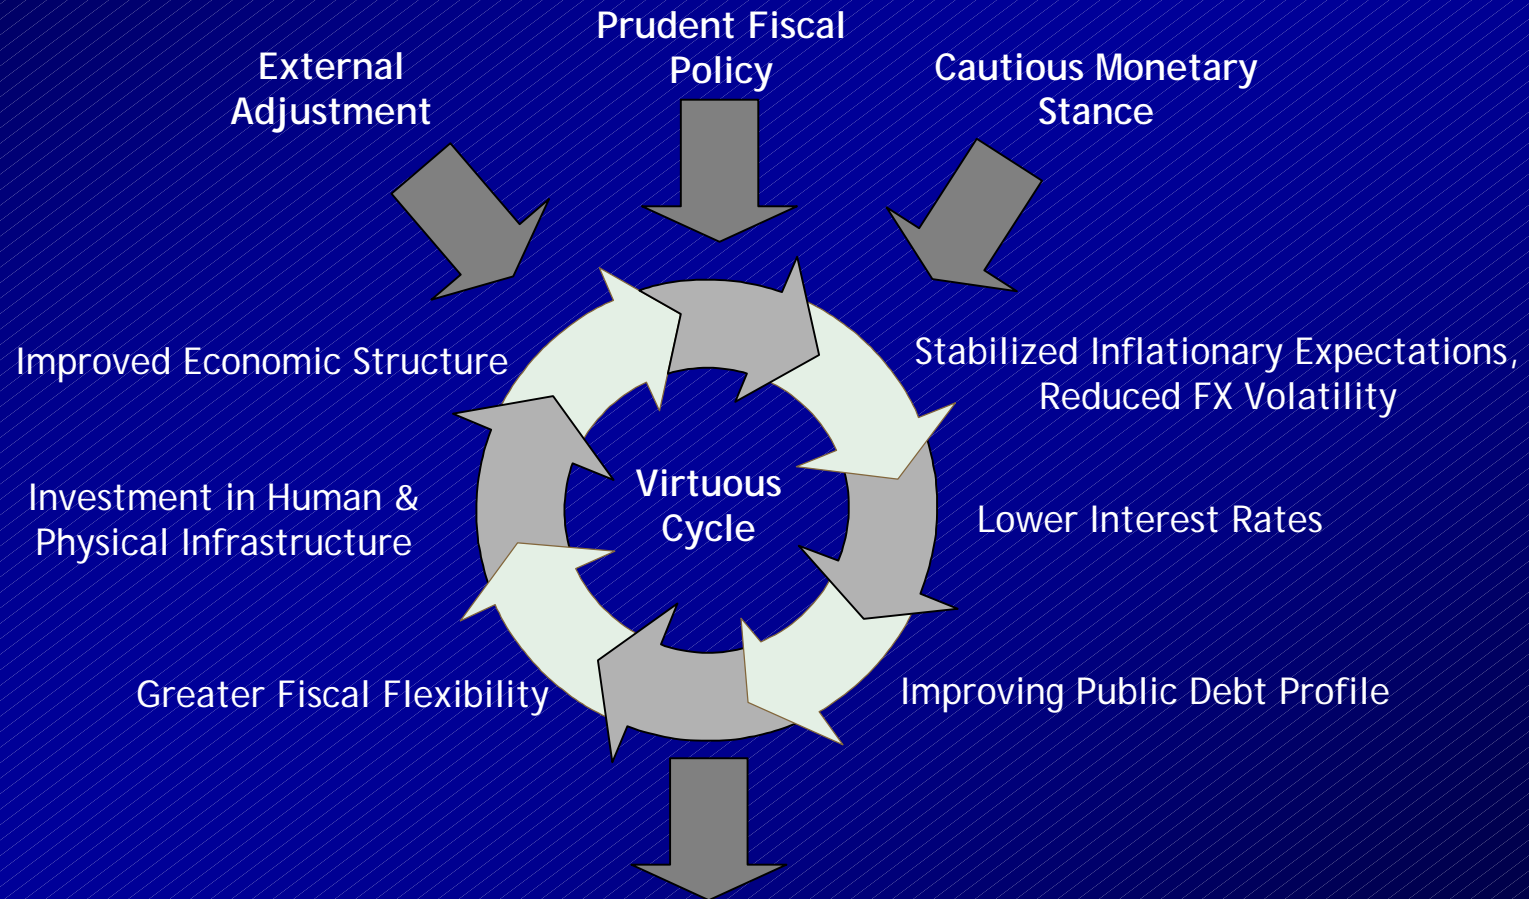 Prudent Fiscal
Policy
External
Adjustment
Cautious Monetary
Stance
Improved Economic Structure
Stabilized Inflationary Expectations,
Reduced FX Volatility
Virtuous
Cycle
Investment in Human &
Physical Infrastructure
Lower Interest Rates
Greater Fiscal Flexibility
Improving Public Debt Profile